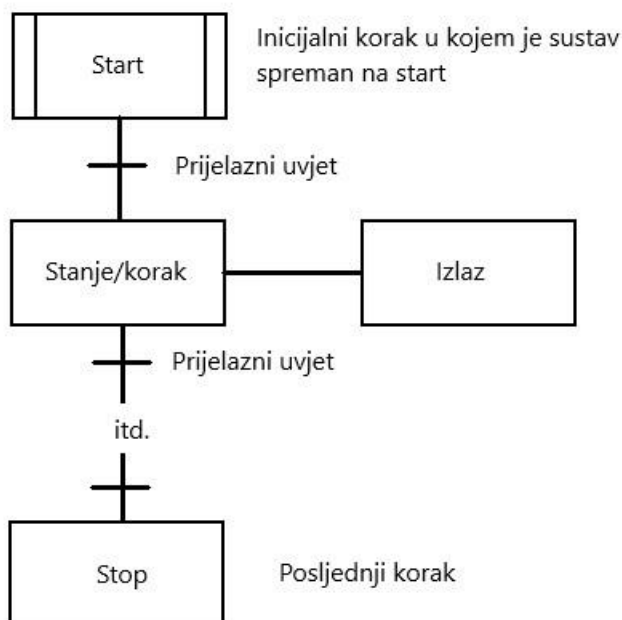 Start
Inicijalni korak u kojem je sustav
spreman na start
Prijelazni uvjet
Stanje/korak
Izlaz
Prijelazni uvjet
itd.
Stop
Posljednji korak